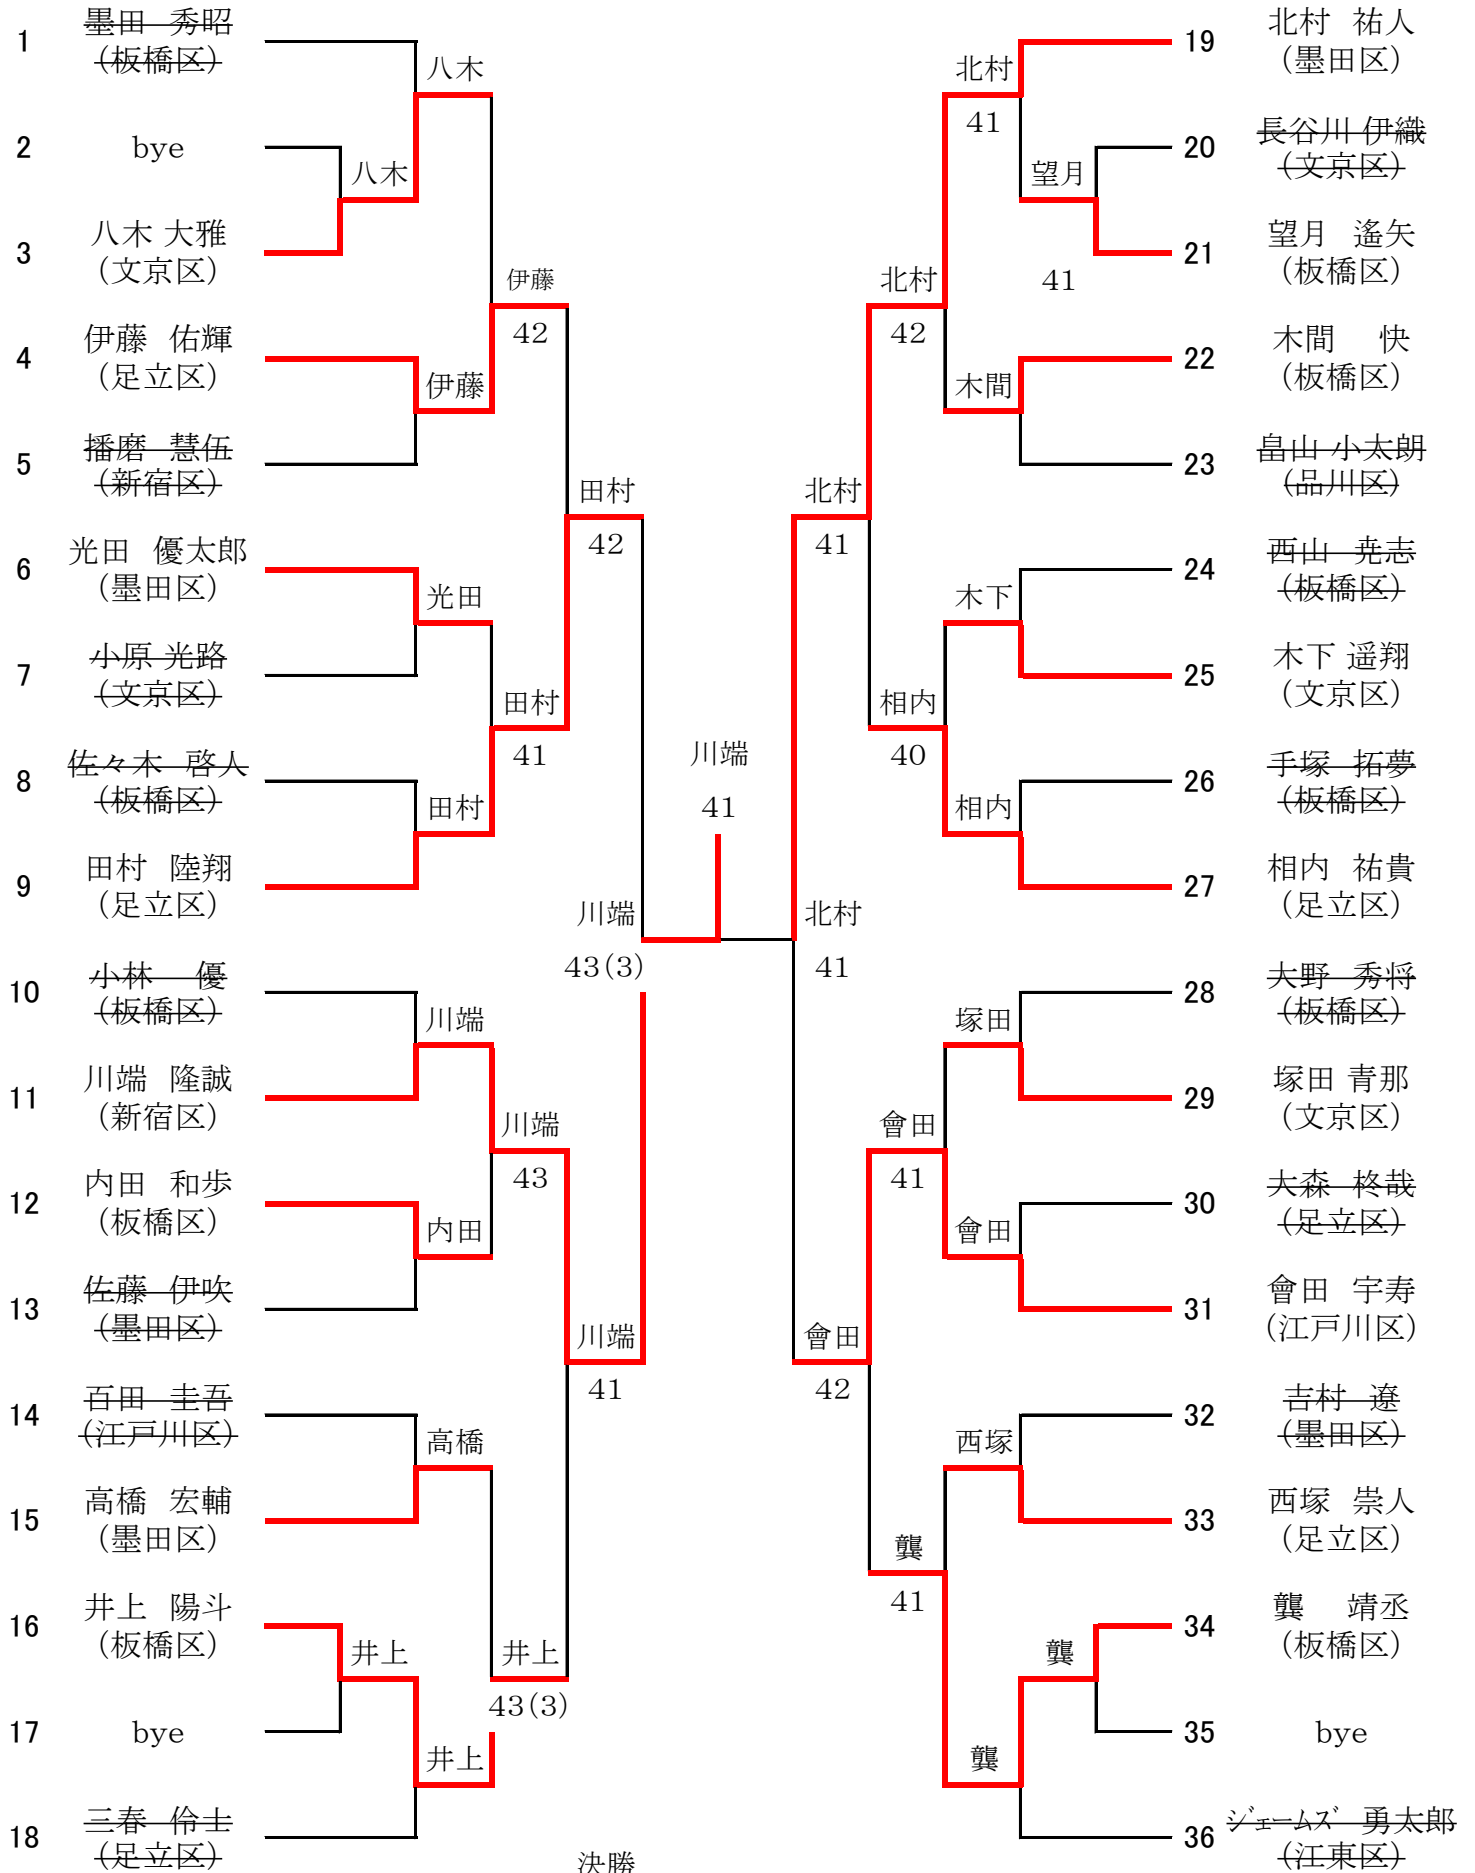 1
墨田 秀昭
(板橋区)
2
bye
3
八木 大雅
(文京区)
4
伊藤 佑輝
(足立区)
5
播磨 慧伍
(新宿区)
6
光田 優太郎
(墨田区)
7
小原 光路
(文京区)
8
佐々木 啓人
(板橋区)
9
田村 陸翔
(足立区)
10
小林 優
(板橋区)
11
川端 隆誠
(新宿区)
12
内田 和歩
(板橋区)
13
佐藤 伊吹
(墨田区)
14
百田 圭吾
(江戸川区)
15
高橋 宏輔
(墨田区)
16
井上 陽斗
(板橋区)
17
bye
18
三春 伶士
(足立区)
八木
井上
八木
伊藤
光田
田村
川端
内田
高橋
井上
伊藤
42
田村
41
川端
43
井上
43(3)
田村
42
川端
41
川端
43(3)
川端
41
決勝
北村
41
北村
41
會田
42
北村
42
相内
40
會田
41
龔
41
北村
41
木間
木下
相内
塚田
會田
西塚
龔
望月
41
龔
19
北村 祐人
(墨田区)
20
長谷川 伊織
(文京区)
21
望月 遙矢
(板橋区)
22
木間 快
(板橋区)
23
畠山 小太朗
(品川区)
24
西山 尭志
(板橋区)
25
木下 遥翔
(文京区)
26
手塚 拓夢
(板橋区)
27
相内 祐貴
(足立区)
28
大野 秀将
(板橋区)
29
塚田 青那
(文京区)
30
大森 柊哉
(足立区)
31
會田 宇寿
(江戸川区)
32
吉村 遼
(墨田区)
33
西塚 崇人
(足立区)
34
龔 靖丞
(板橋区)
35
bye
36
ジェームズ 勇太郎
(江東区)